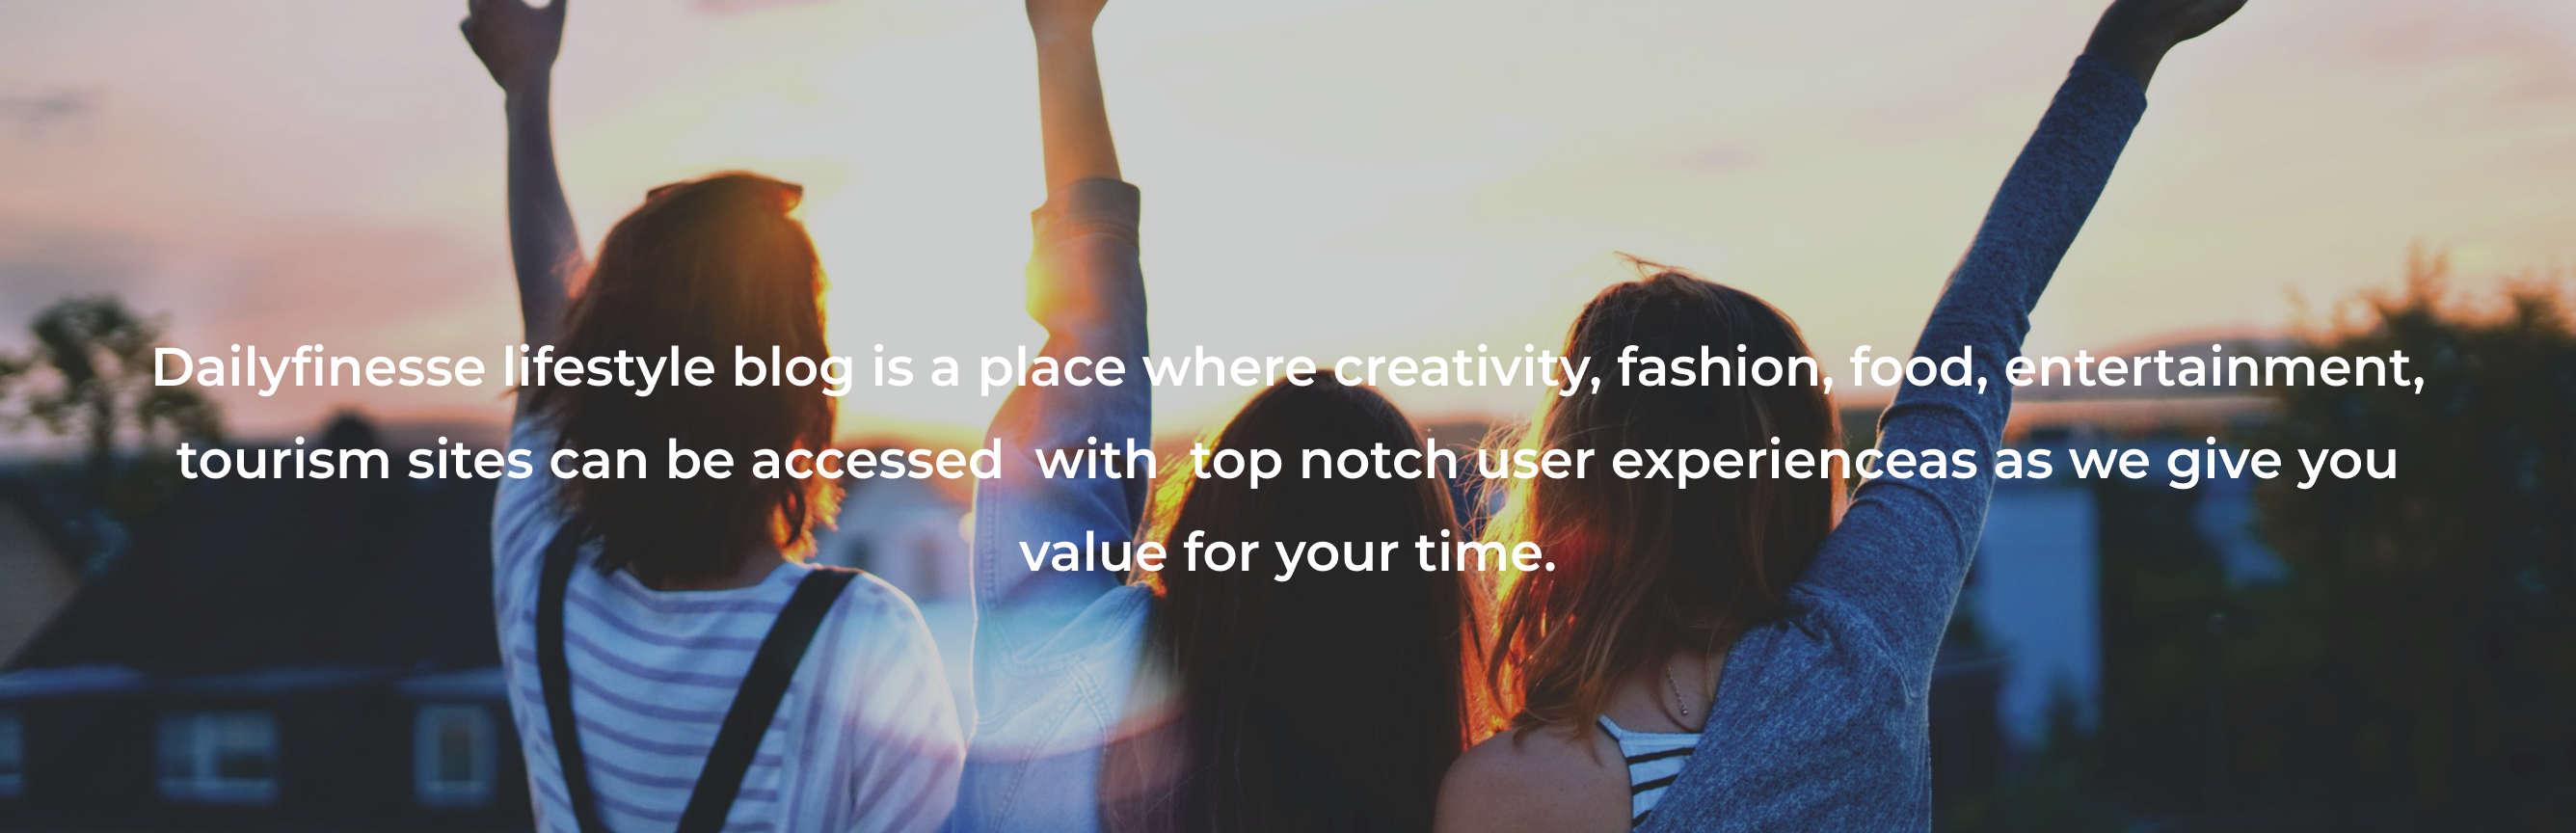 Dailyfinesse lifestyle blog is a place where creativity, fashion, food, entertainment,
tourism sites can be accessed  with  top notch user experienceas as we give you
value for your time.